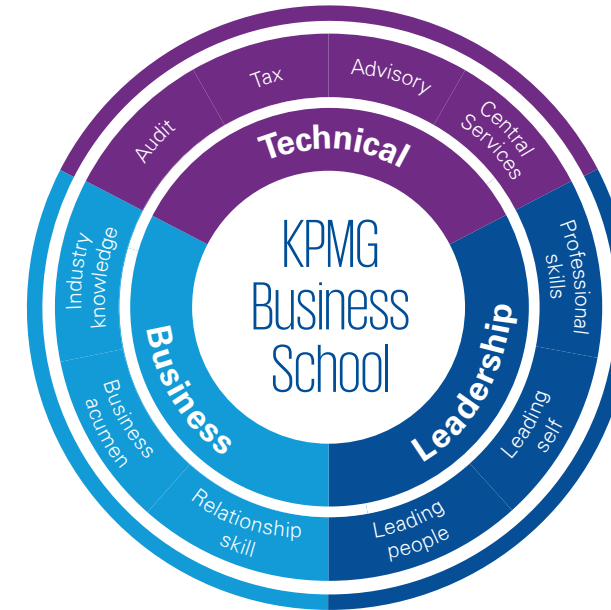 KPMG
Business
School
Technical
Audit
Tax
Advisory
Central
Services
Leadership
Professional
skills
Leading
self
Leading
people
Business
Relationship
skill
Business
acumen
Industry
knowledge